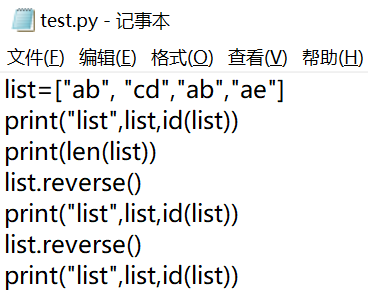 test.py - 记事本
文件(F) 编辑(E) 格式(O) 查看(V) 帮助(H)
list=["ab", "cd","ab","ae"]
print("list",list,id(list))
print(len(list))
list.reverse()
print("list",list,id(list))
list.reverse()
print("list",list,id(list))